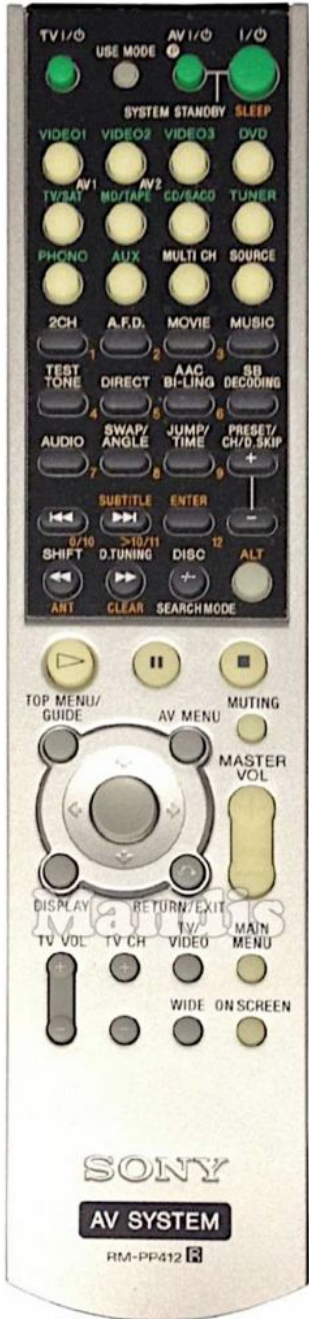 TV I/⏻ AV I/⏻ I/⏻
USE MODE P
SYSTEM STANDBY SLEEP
VIDEO1 VIDEO2 VIDEO3 DVD
AV1 AV2
TV/SAT MD/TAPE CD/SACD TUNER
PHONO AUX MULTI CH SOURCE
2CH A.F.D. MOVIE MUSIC
1 2 3
TEST TONE DIRECT AAC BI-LING SB DECODING
4 5 6
AUDIO SWAP/ANGLE JUMP/TIME PRESET/CH/D.SKIP
7 8 9 +
SUBTITLE ENTER
⏮ ⏭ −
0/10 >10/11 12
SHIFT D.TUNING DISC ALT
◀◀ ▶▶ -/--
ANT CLEAR SEARCH MODE
▷ ⏸ ■
TOP MENU/GUIDE AV MENU MUTING
MASTER VOL
DISPLAY RETURN/EXIT
Mandis
TV VOL TV CH TV/VIDEO MAIN MENU
+ +
− − WIDE ON SCREEN
SONY
AV SYSTEM
RM-PP412 R